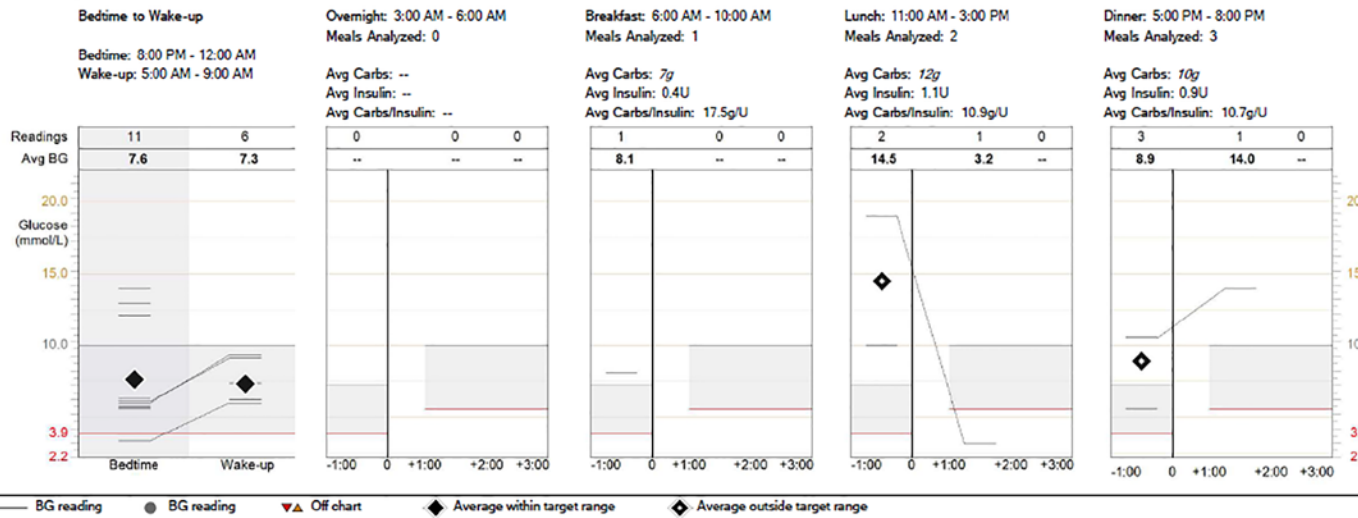 Bedtime to Wake-up
Bedtime: 8:00 PM - 12:00 AM
Wake-up: 5:00 AM - 9:00 AM
Overnight: 3:00 AM - 6:00 AM
Meals Analyzed: 0
Avg Carbs: --
Avg Insulin: --
Avg Carbs/Insulin: --
Breakfast: 6:00 AM - 10:00 AM
Meals Analyzed: 1
Avg Carbs: 7g
Avg Insulin: 0.4U
Avg Carbs/Insulin: 17.5g/U
Lunch: 11:00 AM - 3:00 PM
Meals Analyzed: 2
Avg Carbs: 12g
Avg Insulin: 1.1U
Avg Carbs/Insulin: 10.9g/U
Dinner: 5:00 PM - 8:00 PM
Meals Analyzed: 3
Avg Carbs: 10g
Avg Insulin: 0.9U
Avg Carbs/Insulin: 10.7g/U
Readings 11 6 0 0 0 1 0 0 2 1 0 3 1 0
Avg BG 7.6 7.3 -- -- -- 8.1 -- -- 14.5 3.2 -- 8.9 14.0 --
20.0 20
Glucose
(mmol/L)
15.0 15
10.0 10
3.9 3
2.2 2
Bedtime Wake-up -1:00 0 +1:00 +2:00 +3:00 -1:00 0 +1:00 +2:00 +3:00 -1:00 0 +1:00 +2:00 +3:00 -1:00 0 +1:00 +2:00 +3:00
BG reading BG reading Off chart Average within target range Average outside target range